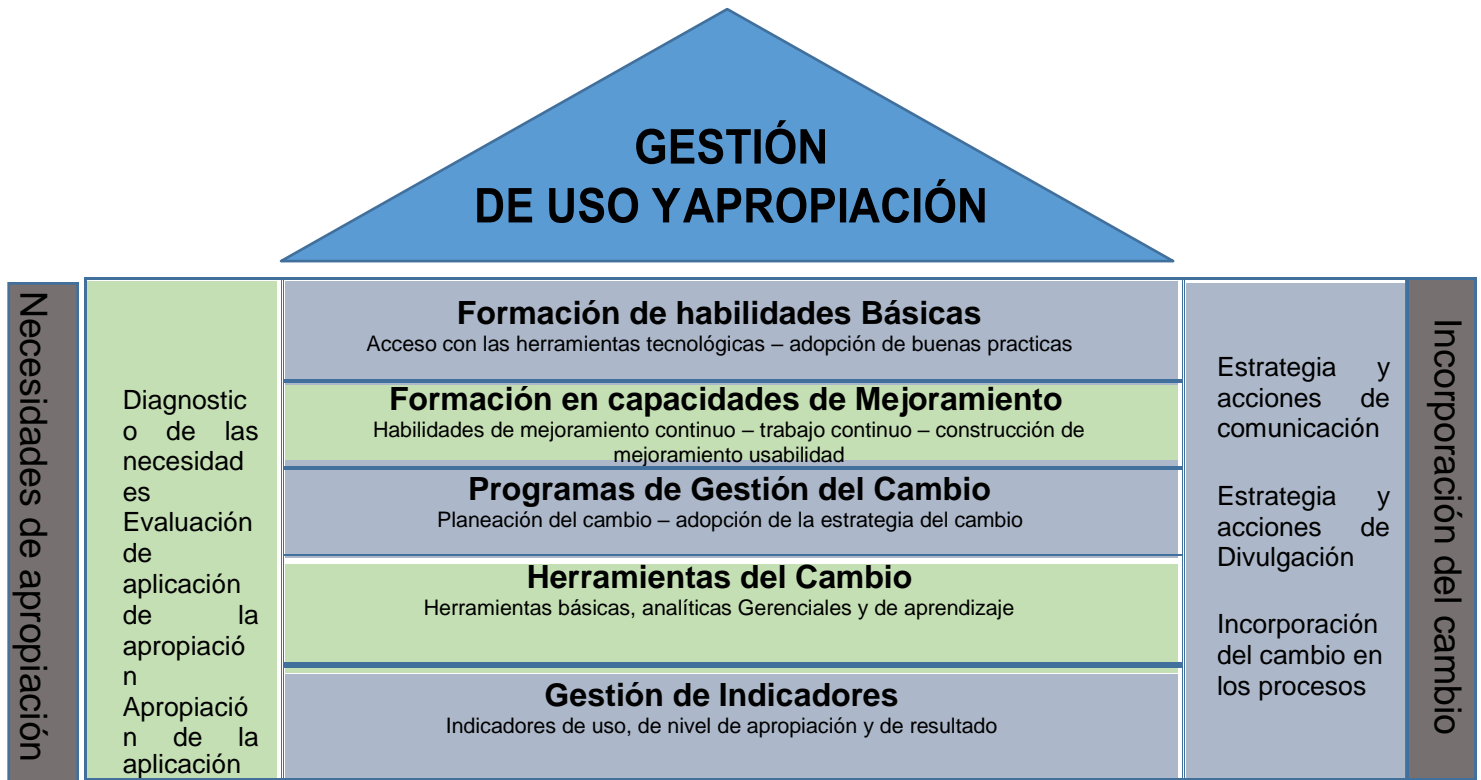 GESTIÓN
DE USO YAPROPIACIÓN
Necesidades de apropiación
Diagnostic
o de las
necesidad
es
Evaluación
de
aplicación
de la
apropiació
n
Apropiació
n de la
aplicación
Formación de habilidades Básicas
Acceso con las herramientas tecnológicas – adopción de buenas practicas
Formación en capacidades de Mejoramiento
Habilidades de mejoramiento continuo – trabajo continuo – construcción de
mejoramiento usabilidad
Programas de Gestión del Cambio
Planeación del cambio – adopción de la estrategia del cambio
Herramientas del Cambio
Herramientas básicas, analíticas Gerenciales y de aprendizaje
Gestión de Indicadores
Indicadores de uso, de nivel de apropiación y de resultado
Estrategia y
acciones de
comunicación
Estrategia y
acciones de
Divulgación
Incorporación
del cambio en
los procesos
Incorporación del cambio